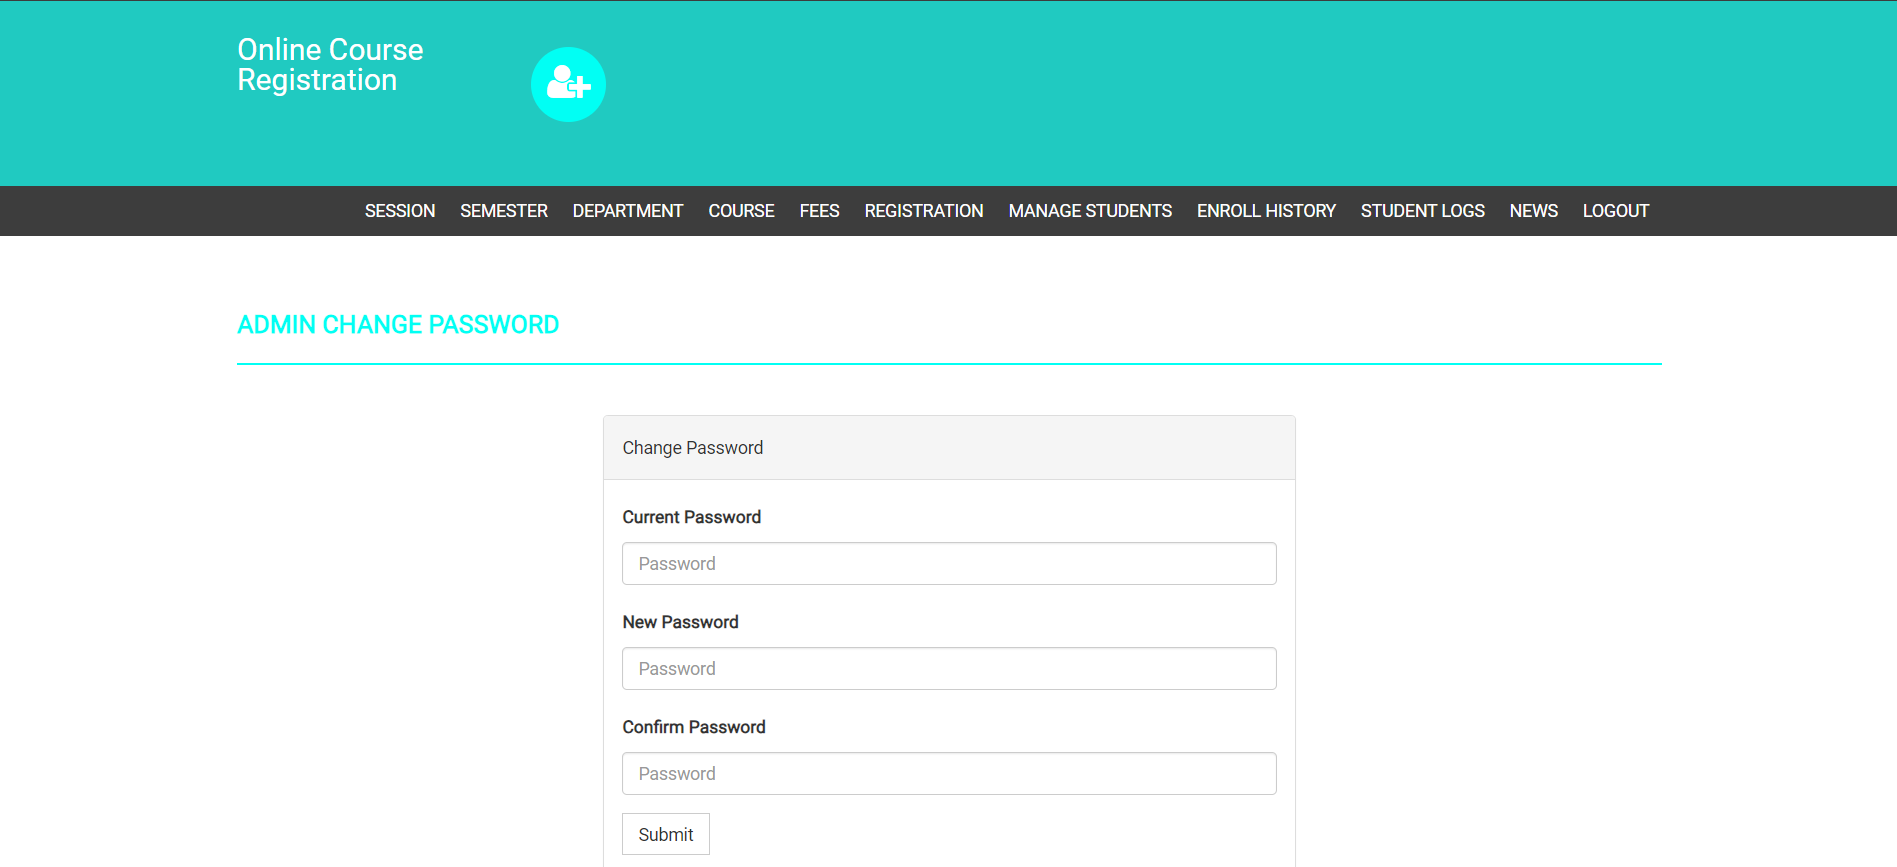 Online Course
Registration
SESSION SEMESTER DEPARTMENT COURSE FEES REGISTRATION MANAGE STUDENTS ENROLL HISTORY STUDENT LOGS NEWS LOGOUT
ADMIN CHANGE PASSWORD
Change Password
Current Password
Password
New Password
Password
Confirm Password
Password
Submit